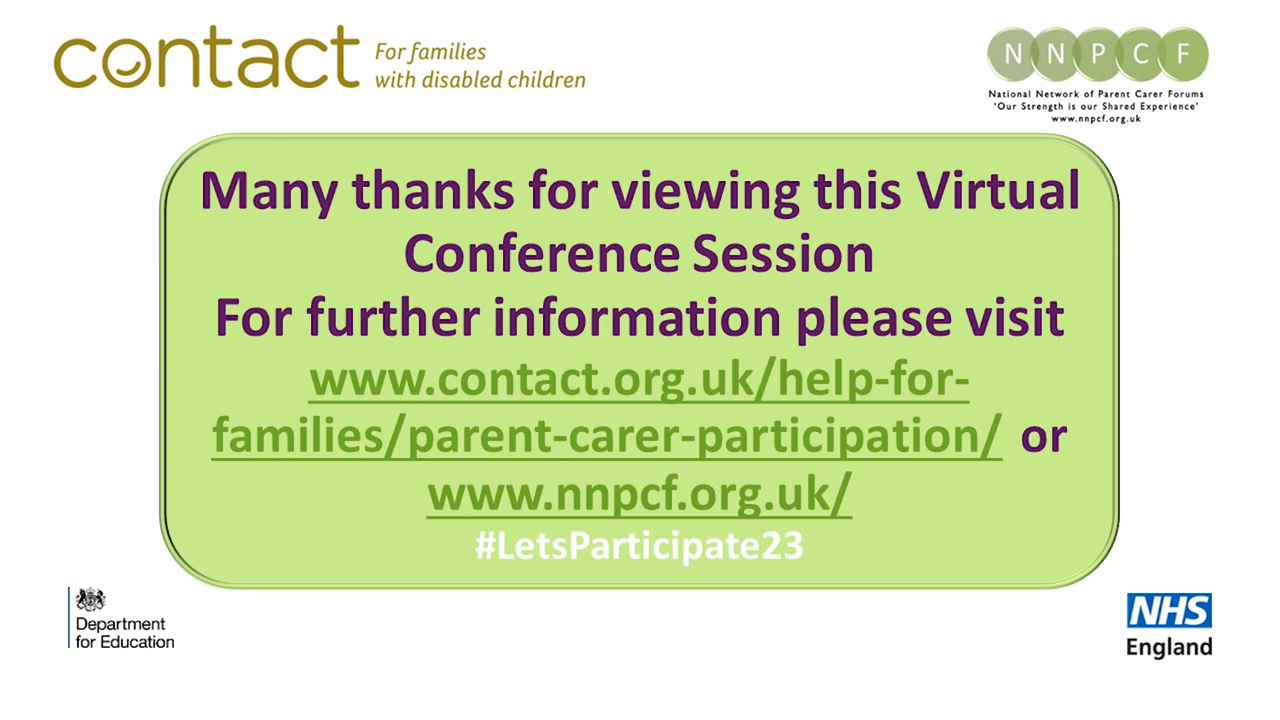 contact For families
with disabled children
NNPCF
National Network of Parent Carer Forums
'Our Strength is our Shared Experience'
www.nnpcf.org.uk
Many thanks for viewing this Virtual
Conference Session
For further information please visit
www.contact.org.uk/help-for-
families/parent-carer-participation/ or
www.nnpcf.org.uk/
#LetsParticipate23
Department
for Education
NHS
England